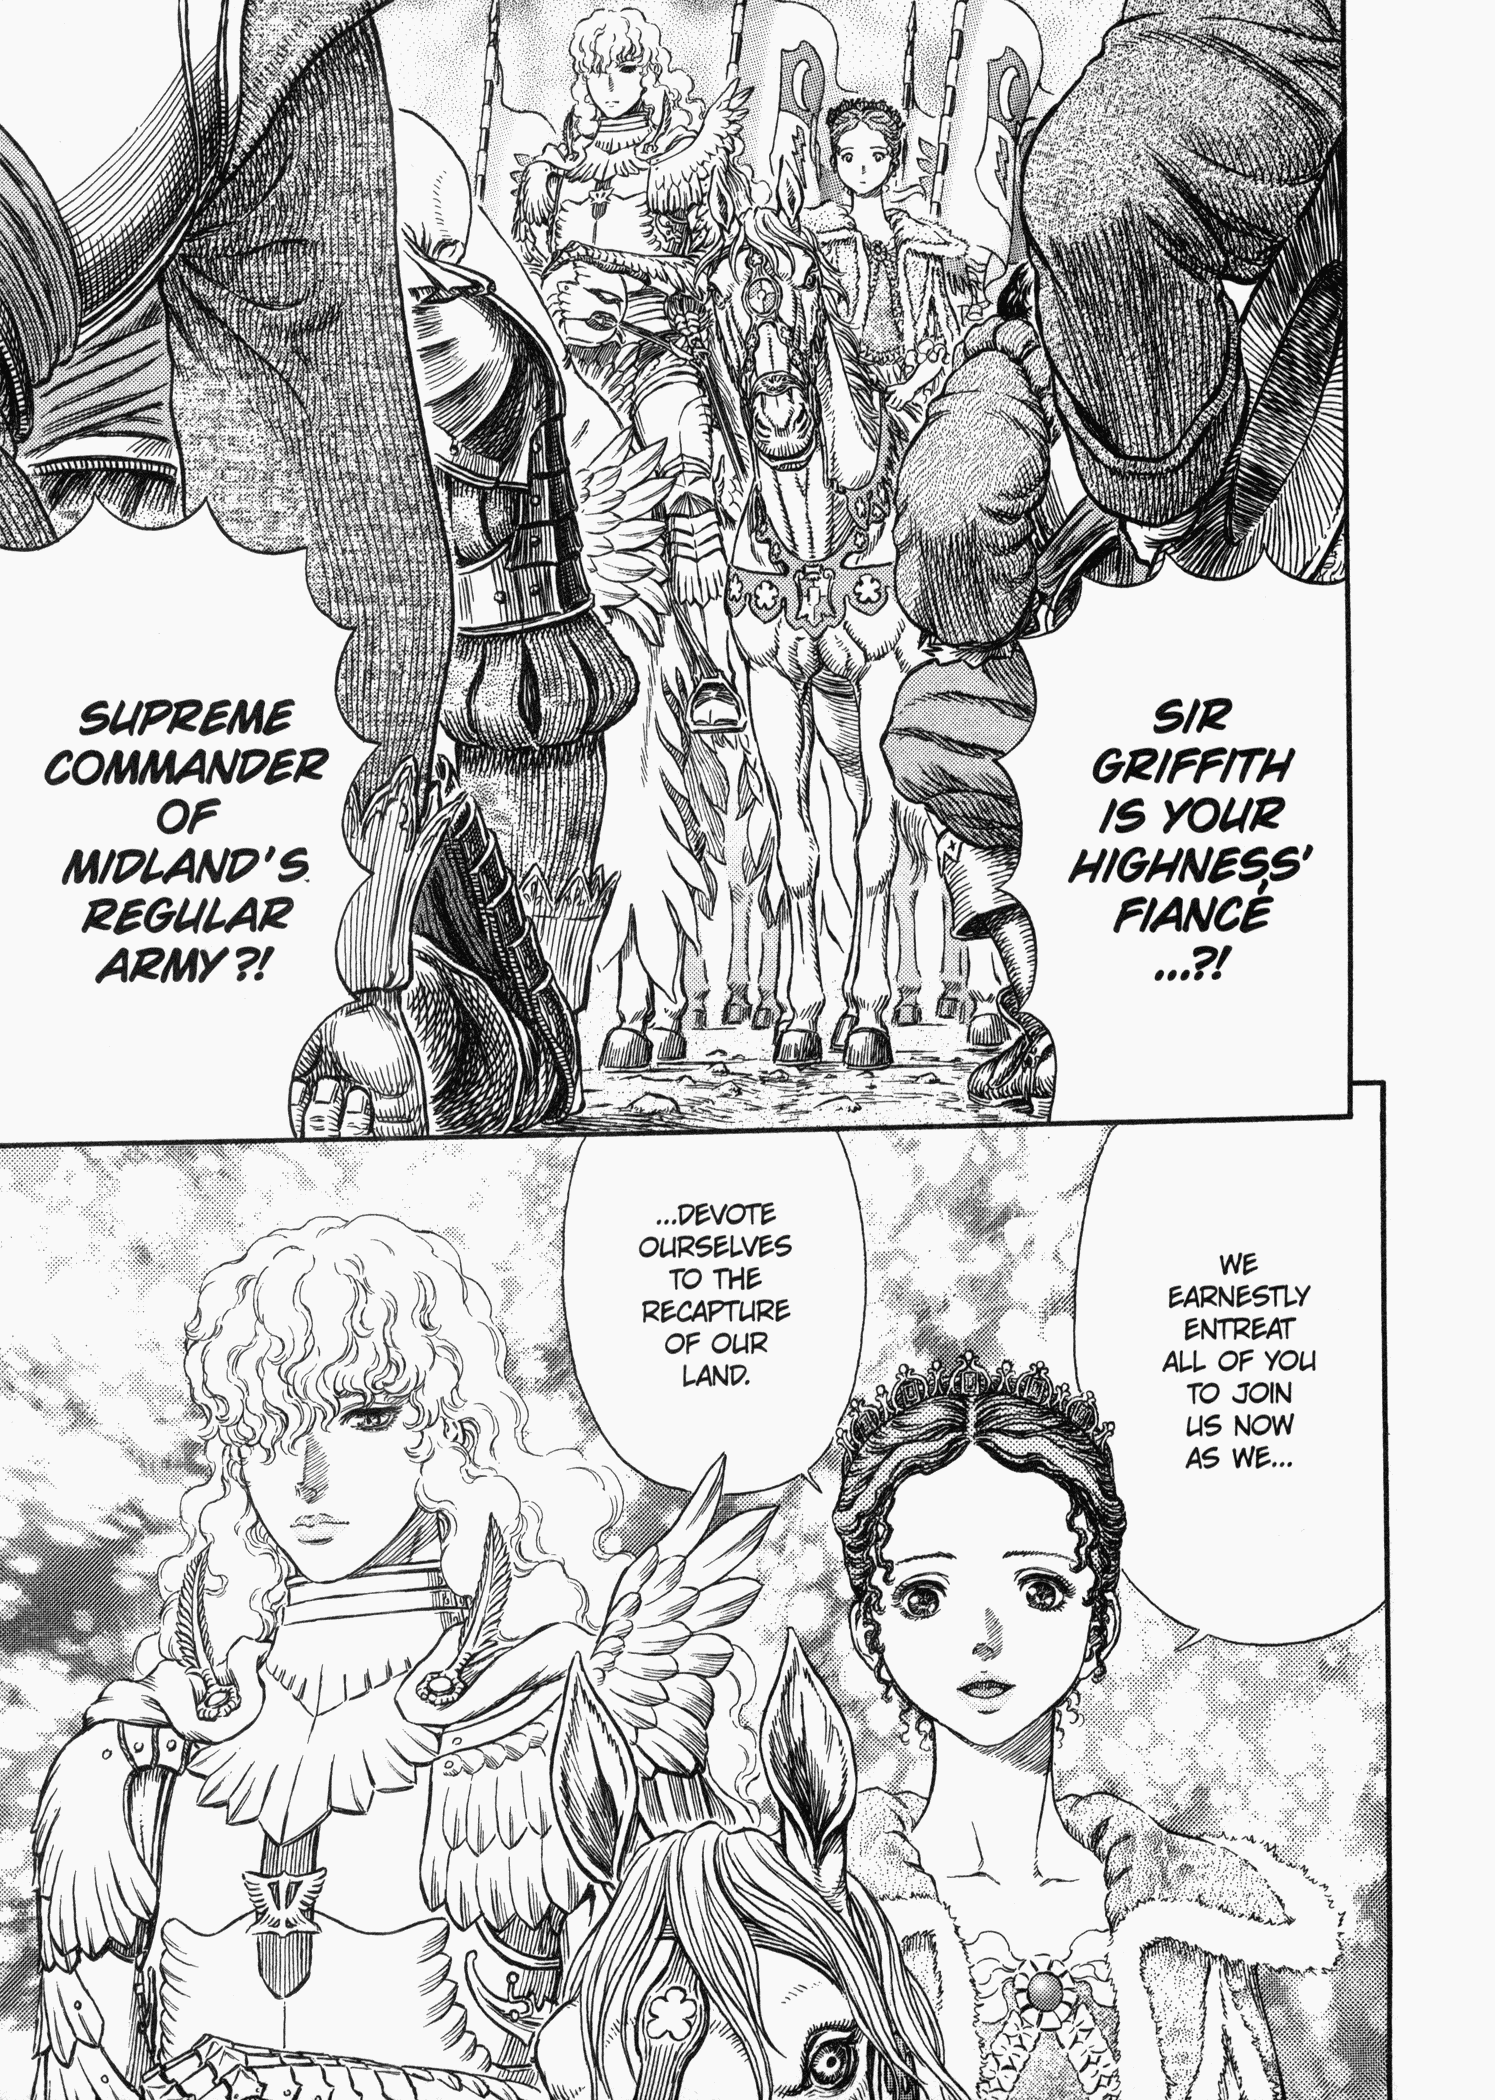 SIR
GRIFFITH
IS YOUR
HIGHNESS'
FIANCÉ
...?!
SUPREME
COMMANDER
OF
MIDLAND'S
REGULAR
ARMY?!
WE
EARNESTLY
ENTREAT
ALL OF YOU
TO JOIN
US NOW
AS WE...
...DEVOTE
OURSELVES
TO THE
RECAPTURE
OF OUR
LAND.